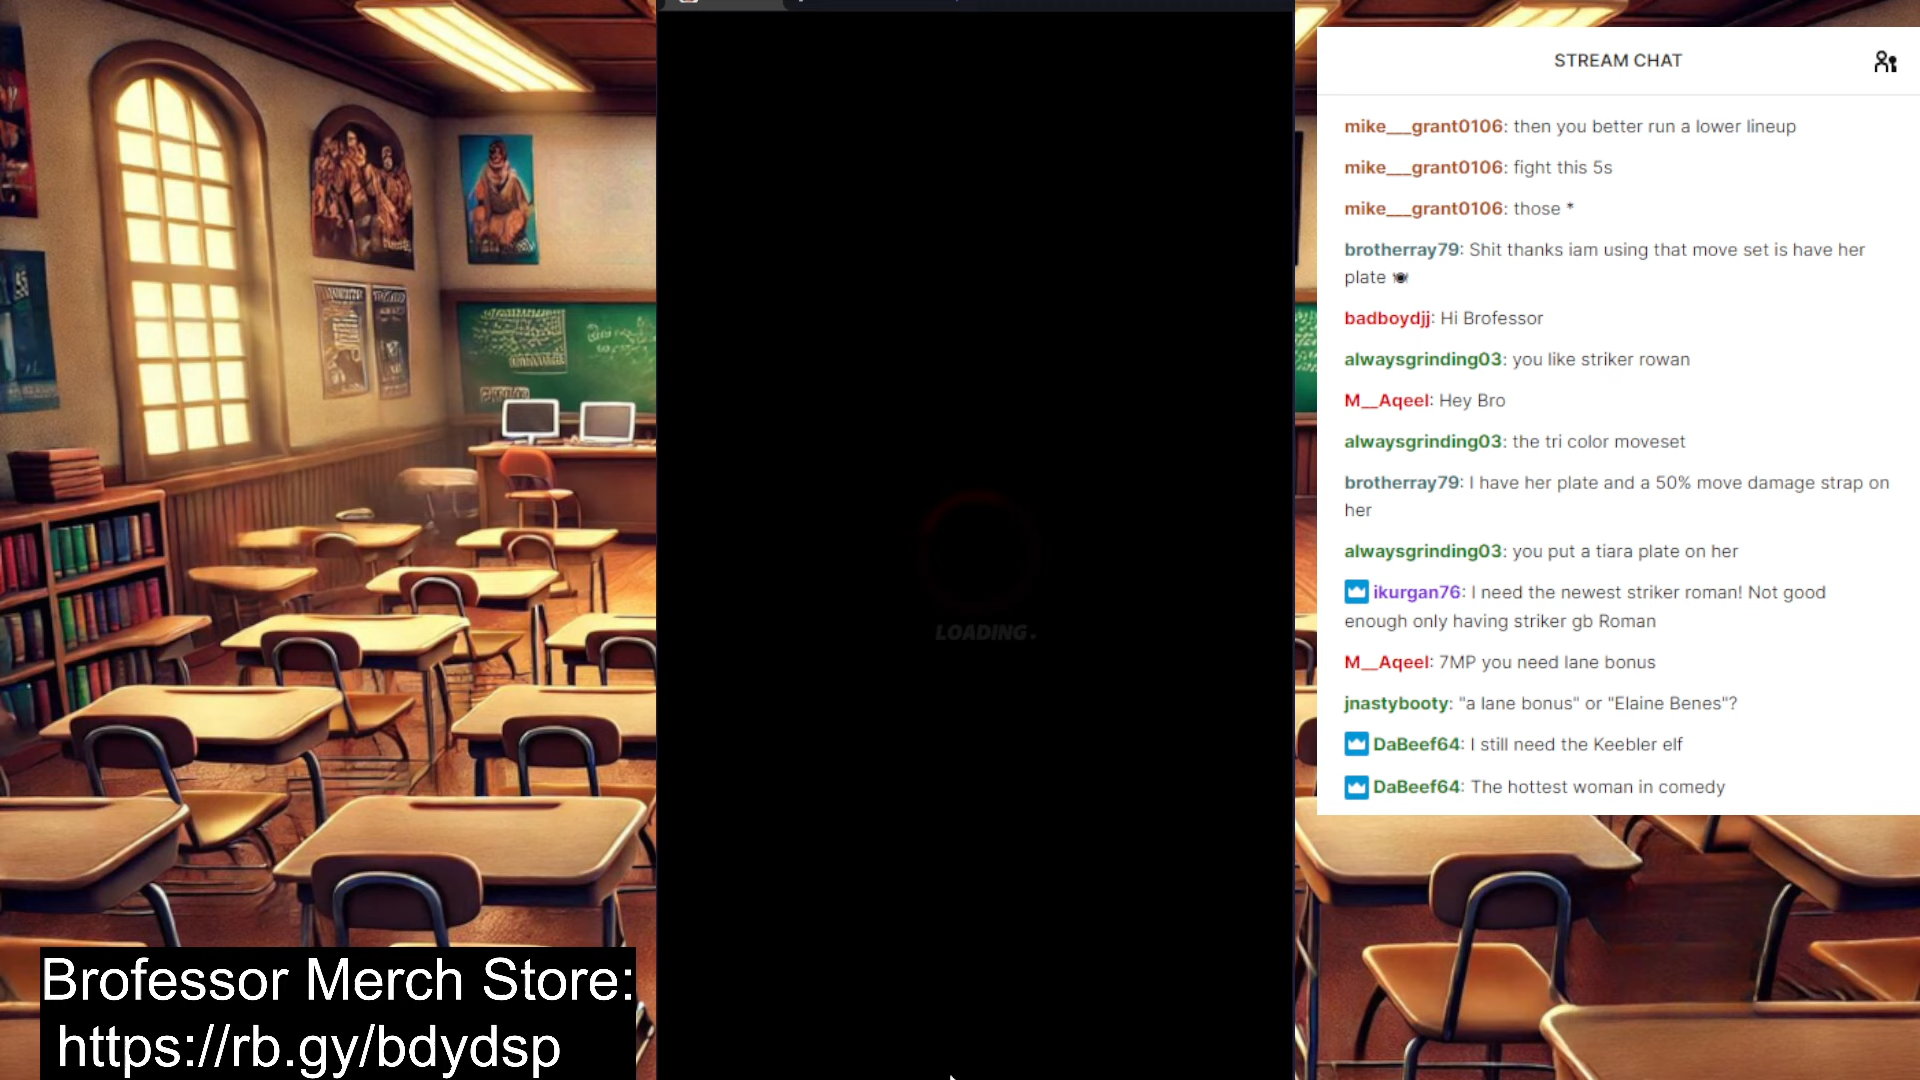 STREAM CHAT
mike___grant0106: then you better run a lower lineup
mike___grant0106: fight this 5s
mike___grant0106: those *
brotherray79: Shit thanks iam using that move set is have her
plate 🍽
badboydjj: Hi Brofessor
alwaysgrinding03: you like striker rowan
M__Aqeel: Hey Bro
alwaysgrinding03: the tri color moveset
brotherray79: I have her plate and a 50% move damage strap on
her
alwaysgrinding03: you put a tiara plate on her
ikurgan76: I need the newest striker roman! Not good
enough only having striker gb Roman
M__Aqeel: 7MP you need lane bonus
jnastybooty: "a lane bonus" or "Elaine Benes"?
DaBeef64: I still need the Keebler elf
DaBeef64: The hottest woman in comedy
LOADING.
Brofessor Merch Store:
https://rb.gy/bdydsp